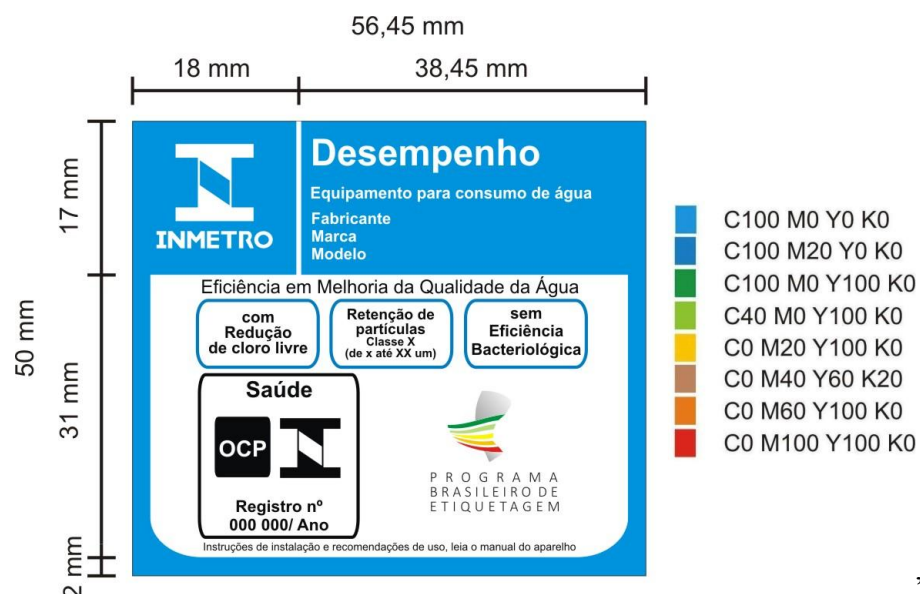 56,45 mm
18 mm
38,45 mm
17 mm
50 mm
31 mm
2 mm
INMETRO
Desempenho
Equipamento para consumo de água
Fabricante
Marca
Modelo
Eficiência em Melhoria da Qualidade da Água
com
Redução
de cloro livre
Retenção de
partículas
Classe X
(de x até XX um)
sem
Eficiência
Bacteriológica
Saúde
OCP
Registro nº
000 000/ Ano
PROGRAMA
BRASILEIRO DE
ETIQUETAGEM
Instruções de instalação e recomendações de uso, leia o manual do aparelho
C100 M0 Y0 K0
C100 M20 Y0 K0
C100 M0 Y100 K0
C40 M0 Y100 K0
C0 M20 Y100 K0
C0 M40 Y60 K20
C0 M60 Y100 K0
C0 M100 Y100 K0
,